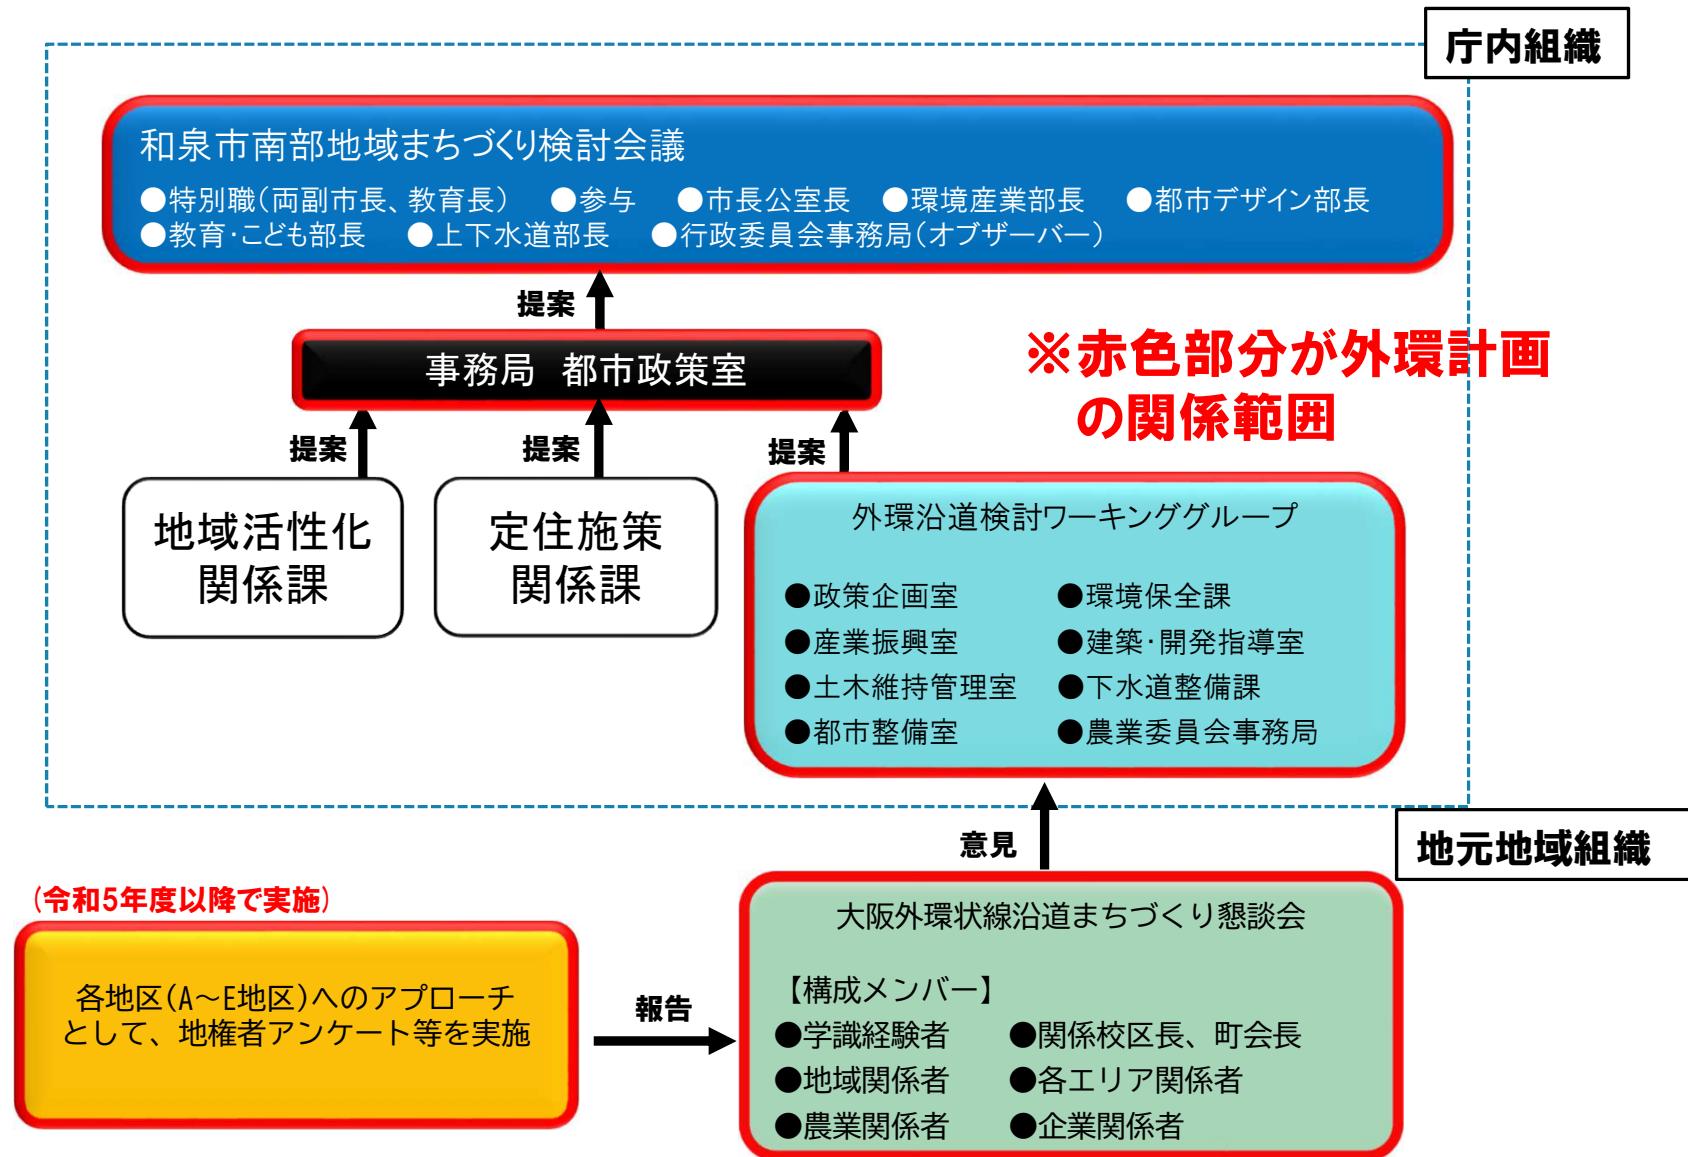 庁内組織
和泉市南部地域まちづくり検討会議
●特別職(両副市長、教育長) ●参与 ●市長公室長 ●環境産業部長 ●都市デザイン部長
●教育・こども部長 ●上下水道部長 ●行政委員会事務局(オブザーバー)
提案
事務局 都市政策室
※赤色部分が外環計画
の関係範囲
提案
提案
提案
地域活性化
関係課
定住施策
関係課
外環沿道検討ワーキンググループ
●政策企画室 ●環境保全課
●産業振興室 ●建築・開発指導室
●土木維持管理室 ●下水道整備課
●都市整備室 ●農業委員会事務局
意見
地元地域組織
(令和5年度以降で実施)
各地区(A～E地区)へのアプローチ
として、地権者アンケート等を実施
報告
大阪外環状線沿道まちづくり懇談会
【構成メンバー】
●学識経験者 ●関係校区長、町会長
●地域関係者 ●各エリア関係者
●農業関係者 ●企業関係者